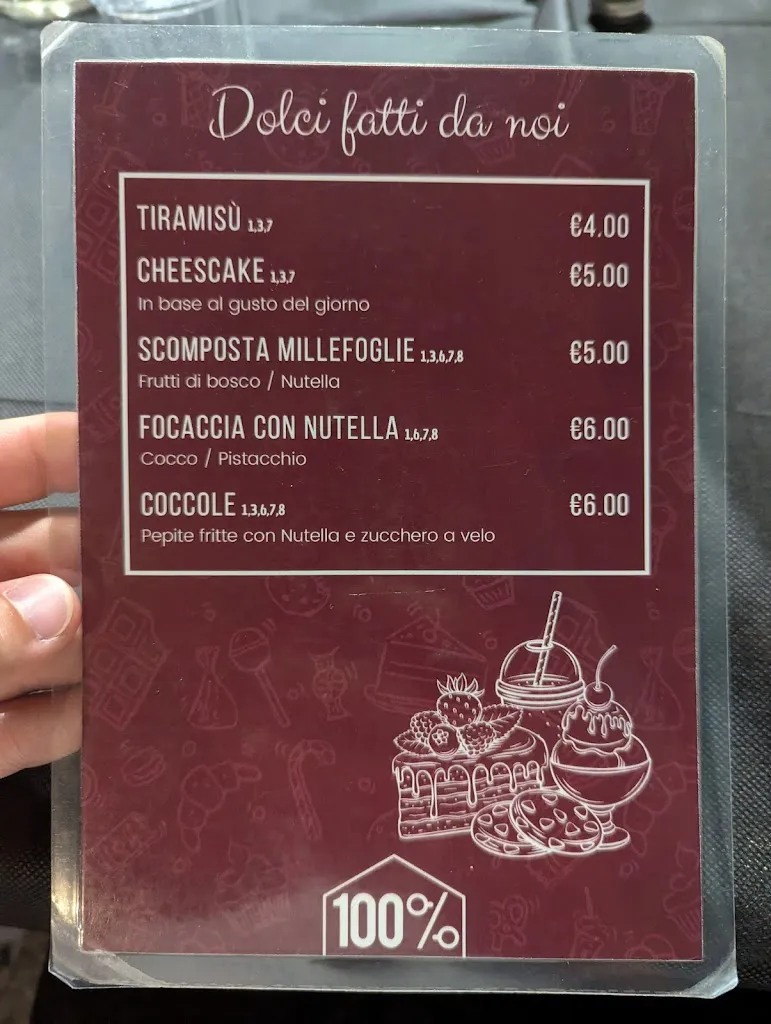 Dolci fatti da noi
TIRAMISÙ 1,3,7 €4.00
CHEESCAKE 1,3,7 €5.00
In base al gusto del giorno
SCOMPOSTA MILLEFOGLIE 1,3,6,7,8 €5.00
Frutti di bosco / Nutella
FOCACCIA CON NUTELLA 1,6,7,8 €6.00
Cocco / Pistacchio
COCCOLE 1,3,6,7,8 €6.00
Pepite fritte con Nutella e zucchero a velo
100%